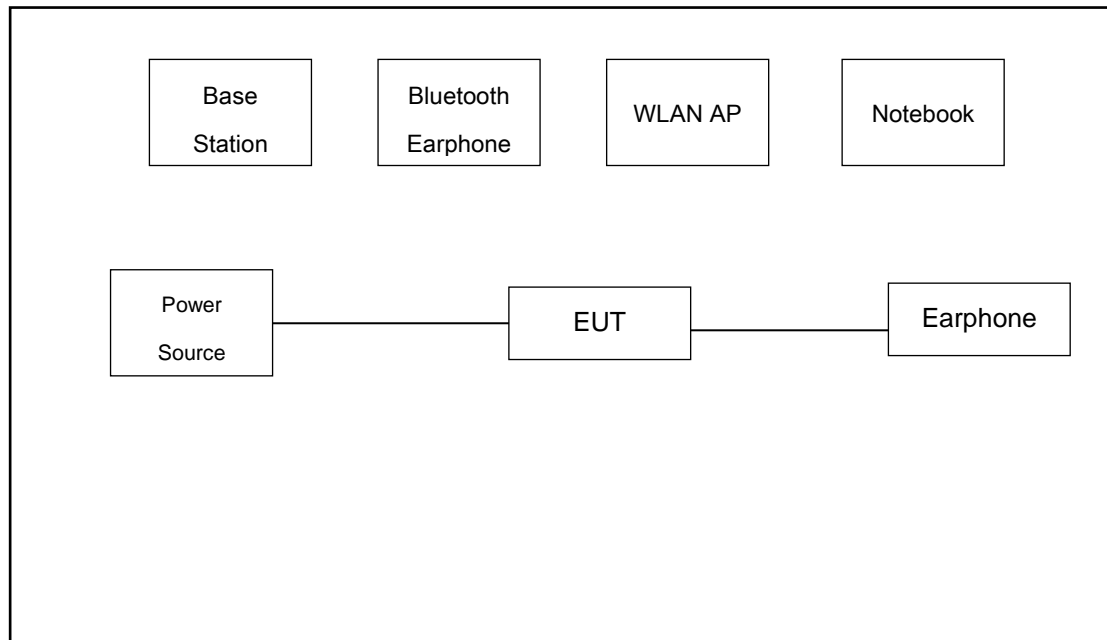 Base
Station
Bluetooth
Earphone
WLAN AP
Notebook
Power
Source
EUT
Earphone